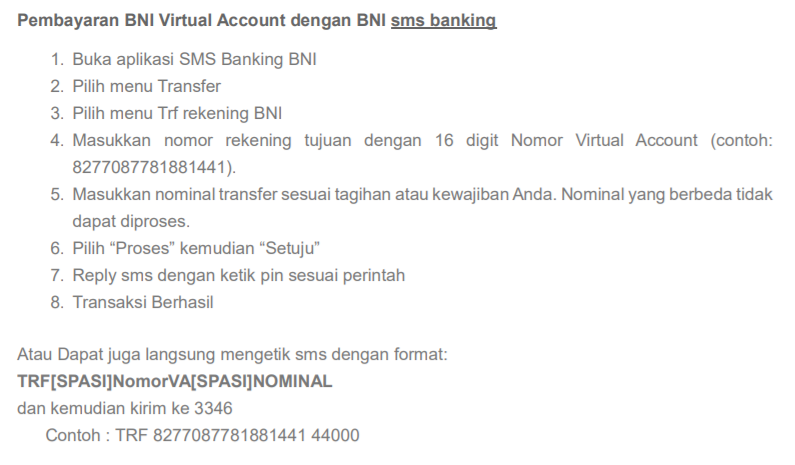 Pembayaran BNI Virtual Account dengan BNI sms banking
1. Buka aplikasi SMS Banking BNI
2. Pilih menu Transfer
3. Pilih menu Trf rekening BNI
4. Masukkan nomor rekening tujuan dengan 16 digit Nomor Virtual Account (contoh:
8277087781881441).
5. Masukkan nominal transfer sesuai tagihan atau kewajiban Anda. Nominal yang berbeda tidak
dapat diproses.
6. Pilih “Proses” kemudian “Setuju”
7. Reply sms dengan ketik pin sesuai perintah
8. Transaksi Berhasil
Atau Dapat juga langsung mengetik sms dengan format:
TRF[SPASI]NomorVA[SPASI]NOMINAL
dan kemudian kirim ke 3346
Contoh : TRF 8277087781881441 44000